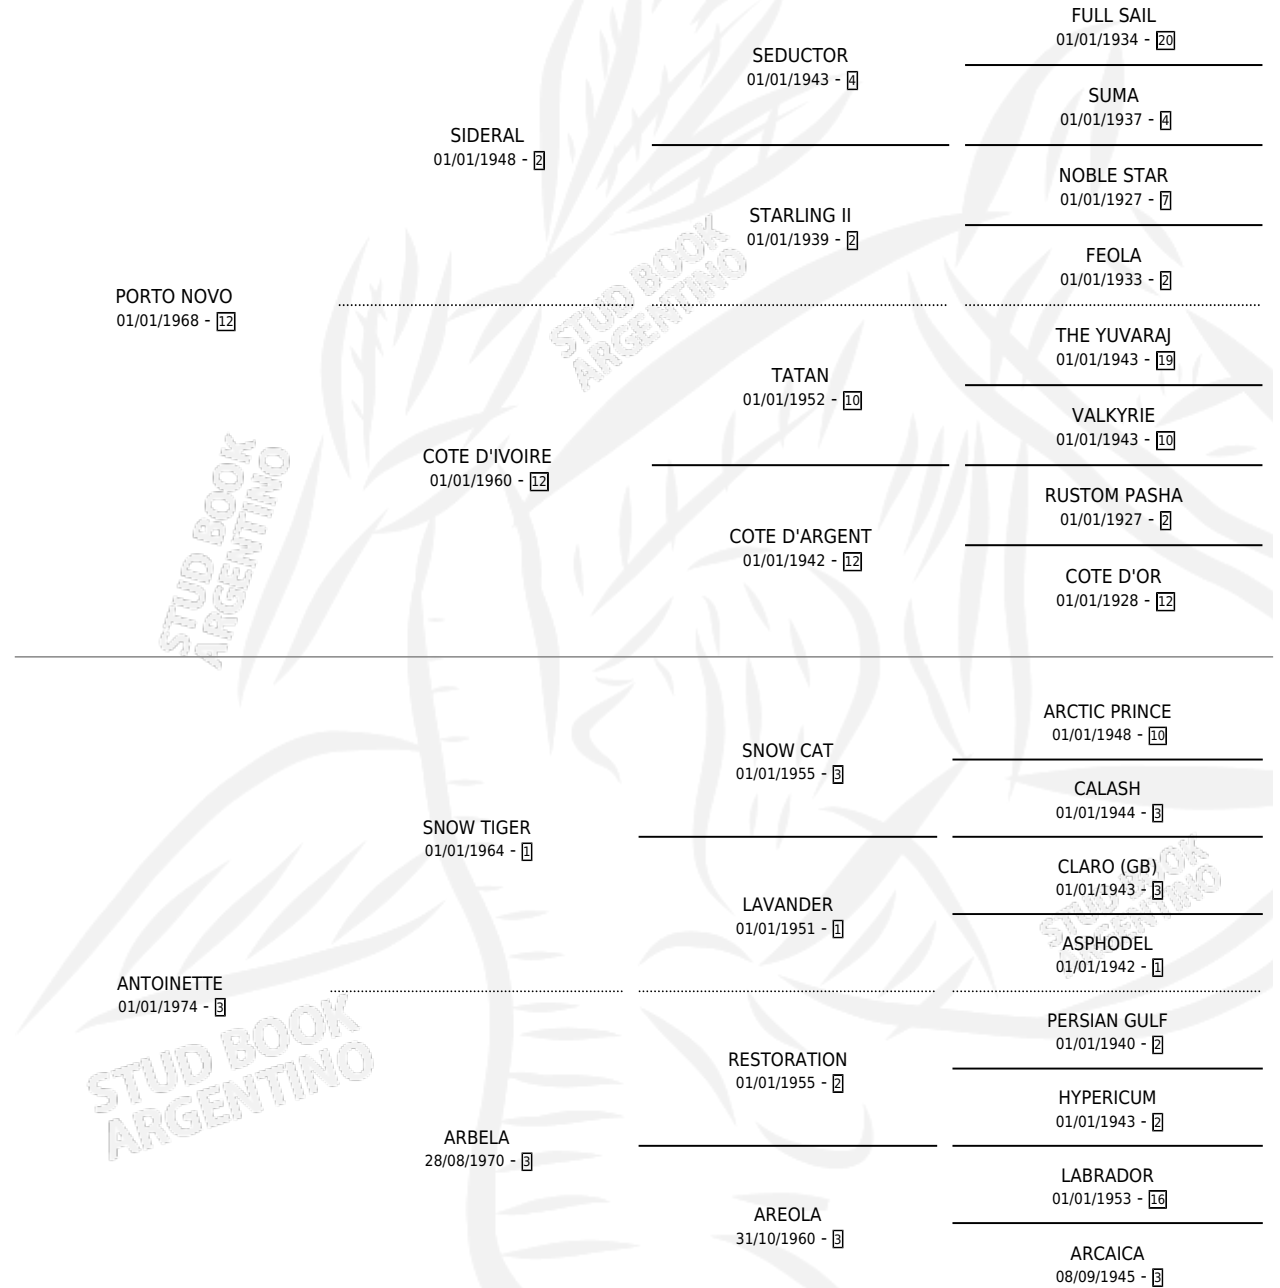 FULL SAIL
01/01/1934 - 20
SEDUCTOR
01/01/1943 - 4
SUMA
01/01/1937 - 4
SIDERAL
01/01/1948 - 2
NOBLE STAR
01/01/1927 - 7
STARLING II
01/01/1939 - 2
FEOLA
01/01/1933 - 2
PORTO NOVO
01/01/1968 - 12
THE YUVARAJ
01/01/1943 - 19
TATAN
01/01/1952 - 10
VALKYRIE
01/01/1943 - 10
COTE D'IVOIRE
01/01/1960 - 12
RUSTOM PASHA
01/01/1927 - 2
COTE D'ARGENT
01/01/1942 - 12
COTE D'OR
01/01/1928 - 12
ARCTIC PRINCE
01/01/1948 - 10
SNOW CAT
01/01/1955 - 3
CALASH
01/01/1944 - 3
SNOW TIGER
01/01/1964 - 1
CLARO (GB)
01/01/1943 - 3
LAVANDER
01/01/1951 - 1
ASPHODEL
01/01/1942 - 1
ANTOINETTE
01/01/1974 - 3
PERSIAN GULF
01/01/1940 - 2
RESTORATION
01/01/1955 - 2
HYPERICUM
01/01/1943 - 2
ARBELA
28/08/1970 - 3
LABRADOR
01/01/1953 - 16
AREOLA
31/10/1960 - 3
ARCAICA
08/09/1945 - 3
STUD BOOK
ARGENTINO
STUD BOOK
ARGENTINO
STUD BOOK
ARGENTINO
STUD BOOK
ARGENTINO